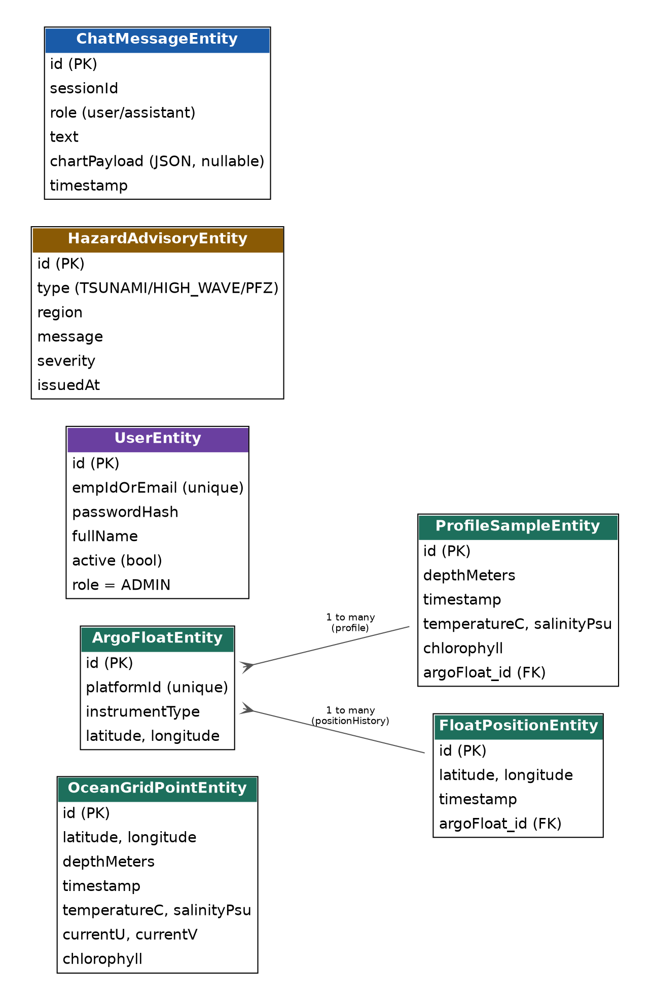 ChatMessageEntity
id (PK)
sessionId
role (user/assistant)
text
chartPayload (JSON, nullable)
timestamp
HazardAdvisoryEntity
id (PK)
type (TSUNAMI/HIGH_WAVE/PFZ)
region
message
severity
issuedAt
UserEntity
id (PK)
empIdOrEmail (unique)
passwordHash
fullName
active (bool)
role = ADMIN
ArgoFloatEntity
id (PK)
platformId (unique)
instrumentType
latitude, longitude
1 to many
(profile)
1 to many
(positionHistory)
ProfileSampleEntity
id (PK)
depthMeters
timestamp
temperatureC, salinityPsu
chlorophyll
argoFloat_id (FK)
FloatPositionEntity
id (PK)
latitude, longitude
timestamp
argoFloat_id (FK)
OceanGridPointEntity
id (PK)
latitude, longitude
depthMeters
timestamp
temperatureC, salinityPsu
currentU, currentV
chlorophyll